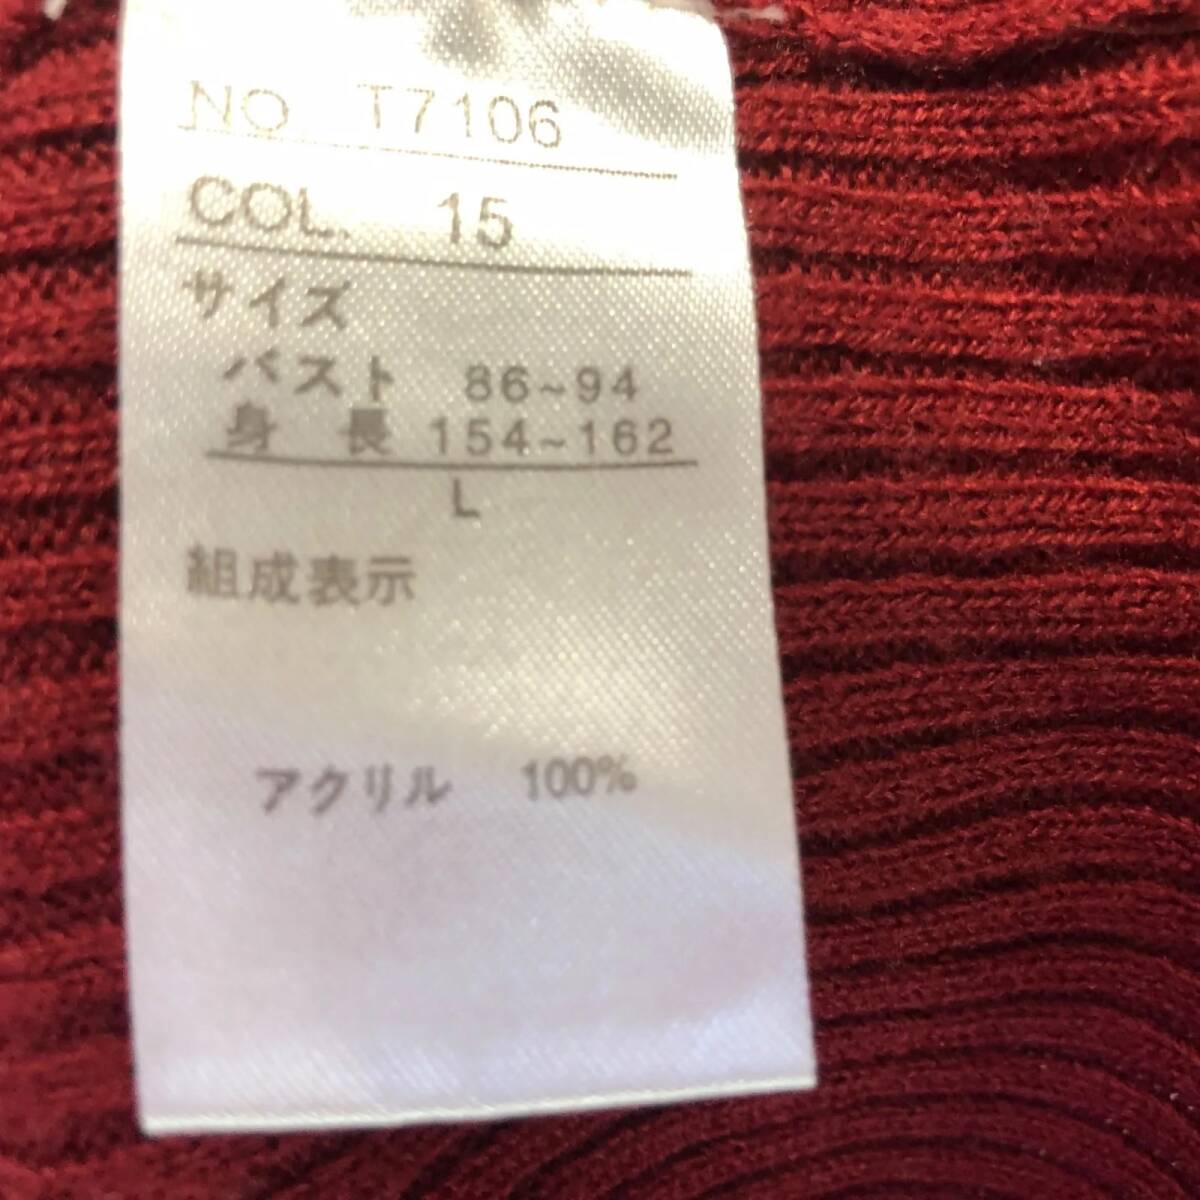 NO. T7106
COL. 15
サイズ
バスト 86~94
身 長 154~162
L
組成表示
アクリル 100%